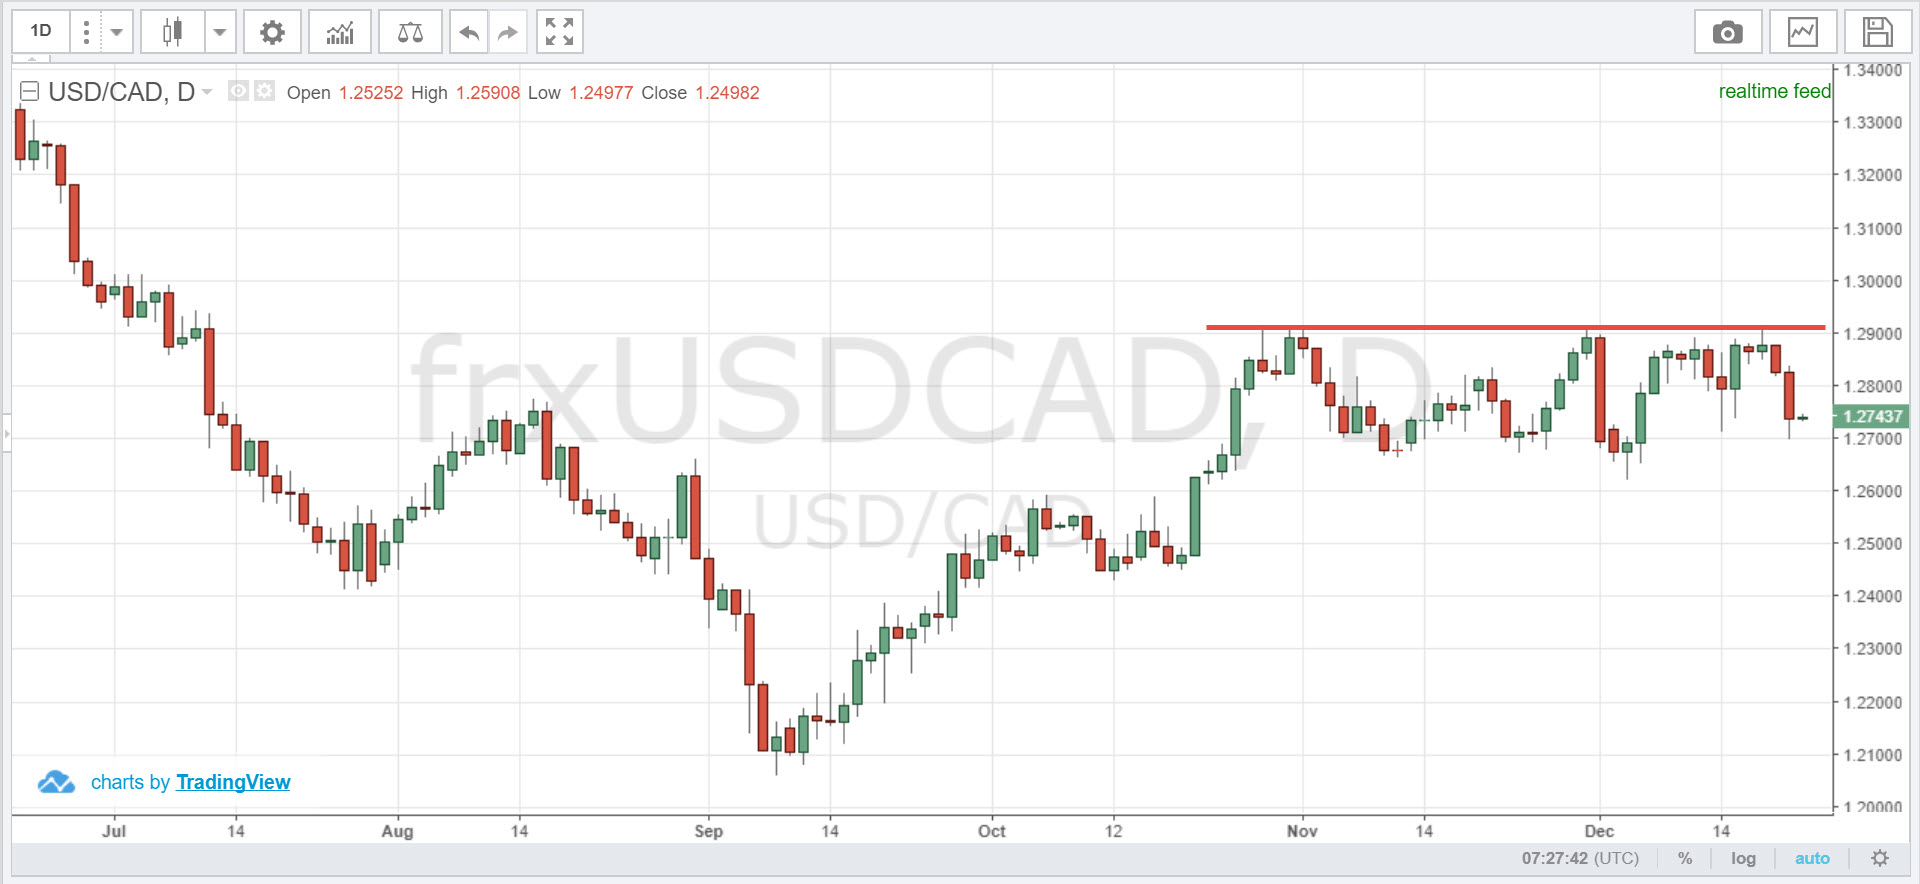 1D
USD/CAD, D Open 1.25252 High 1.25908 Low 1.24977 Close 1.24982
realtime feed
1.34000
1.33000
1.32000
1.31000
1.30000
1.29000
1.28000
1.27437
1.27000
1.26000
1.25000
1.24000
1.23000
1.22000
1.21000
1.20000
frxUSDCAD, D
USD/CAD
charts by TradingView
Jul 14 Aug 14 Sep 14 Oct 12 Nov 14 Dec 14
07:27:42 (UTC) % log auto